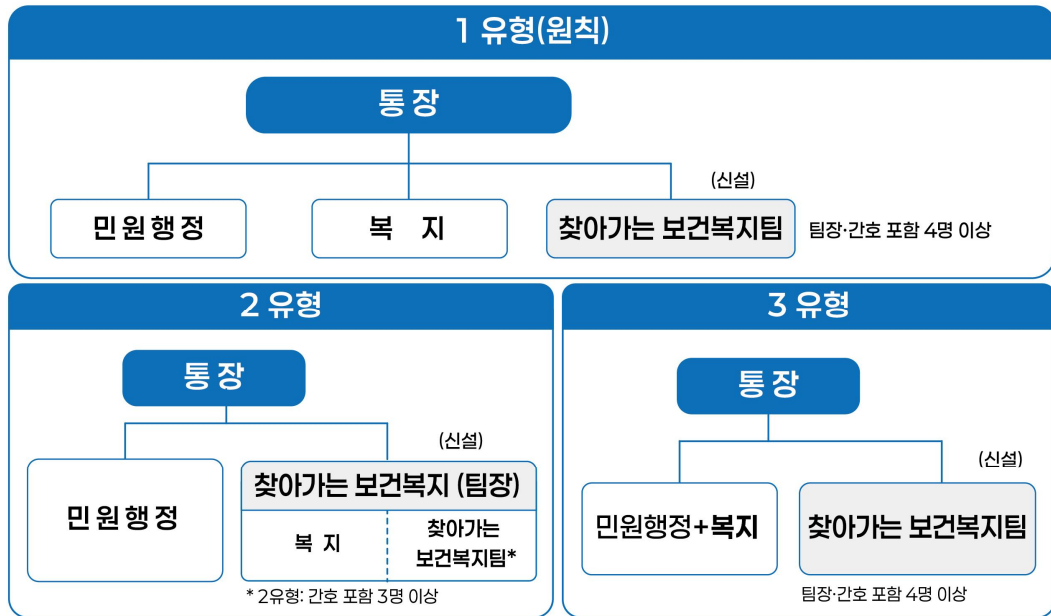 1 유형(원칙)
통장
(신설)
민원행정
복 지
찾아가는 보건복지팀
팀장·간호 포함 4명 이상
2 유형
통장
(신설)
민원행정
찾아가는 보건복지 (팀장)
복 지
찾아가는
보건복지팀*
* 2유형: 간호 포함 3명 이상
3 유형
통장
(신설)
민원행정+복지
찾아가는 보건복지팀
팀장·간호 포함 4명 이상